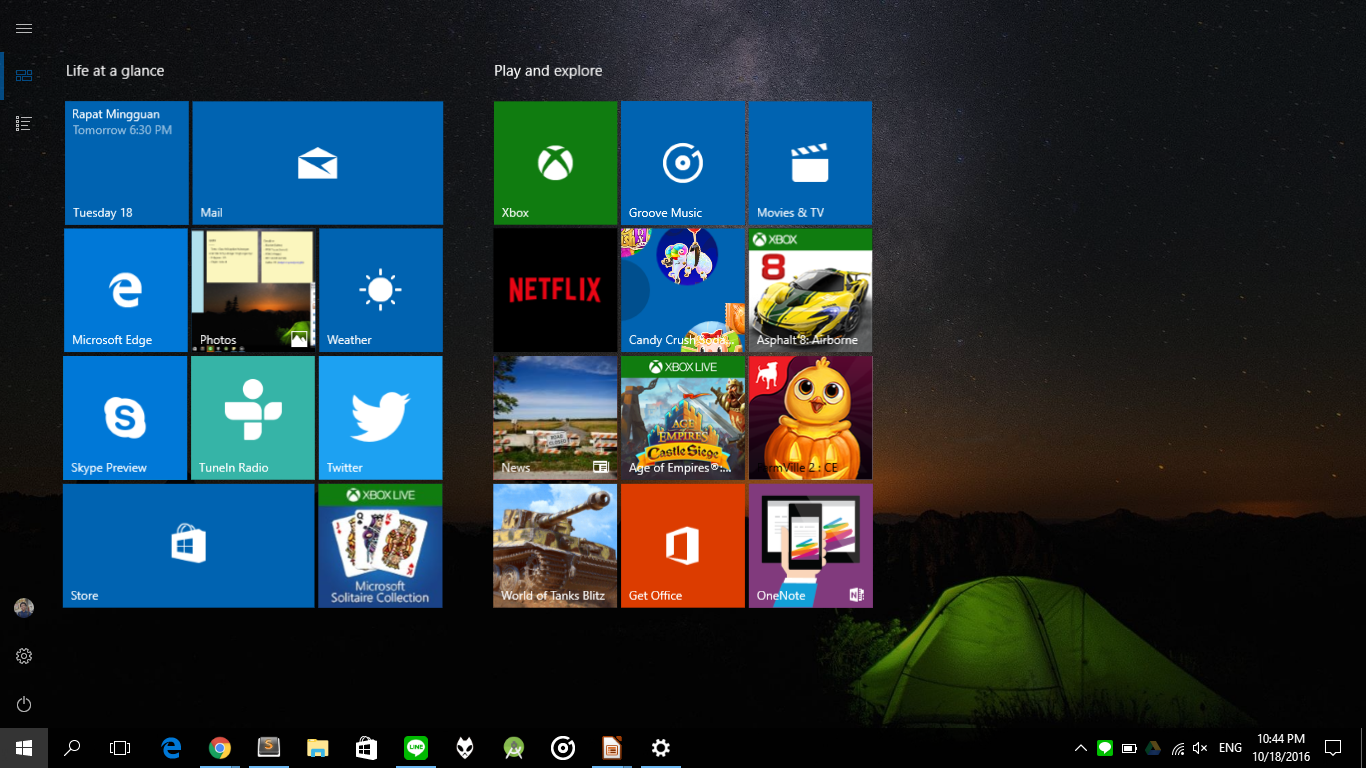 Life at a glance
Play and explore
Rapat Mingguan
Tomorrow 6:30 PM
Tuesday 18
Mail
Xbox
Groove Music
Movies & TV
Microsoft Edge
Photos
Weather
NETFLIX
Candy Crush Soda...
XBOX
8
Asphalt 8: Airborne
Skype Preview
TuneIn Radio
Twitter
ROAD
CLOSED
News
XBOX LIVE
AGE
OF
EMPIRES
Castle Siege
Age of Empires®:...
FarmVille 2 : CE
Store
XBOX LIVE
J Q K K
Microsoft
Solitaire Collection
World of Tanks Blitz
Get Office
OneNote
LINE
ENG
10:44 PM
10/18/2016